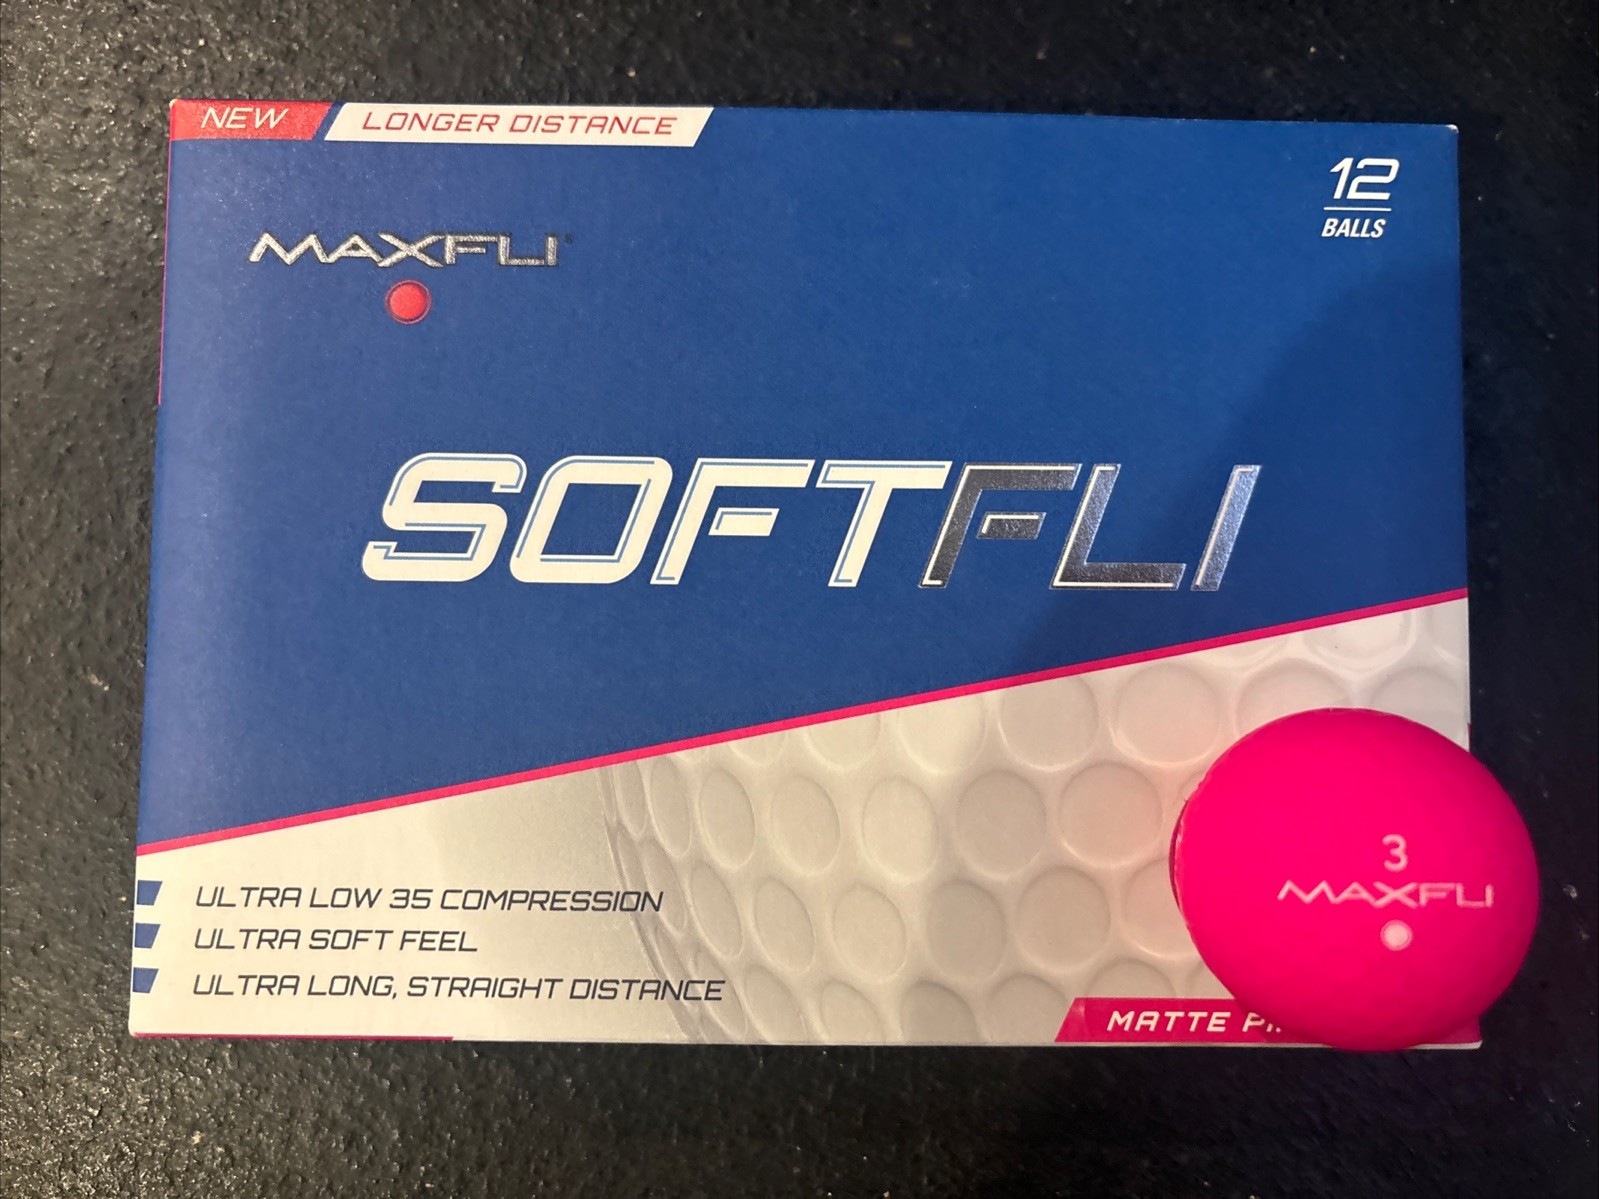 NEW LONGER DISTANCE
12
BALLS
MAXFLI
SOFTFLI
ULTRA LOW 35 COMPRESSION
ULTRA SOFT FEEL
ULTRA LONG, STRAIGHT DISTANCE
3
MAXFLI
MATTE